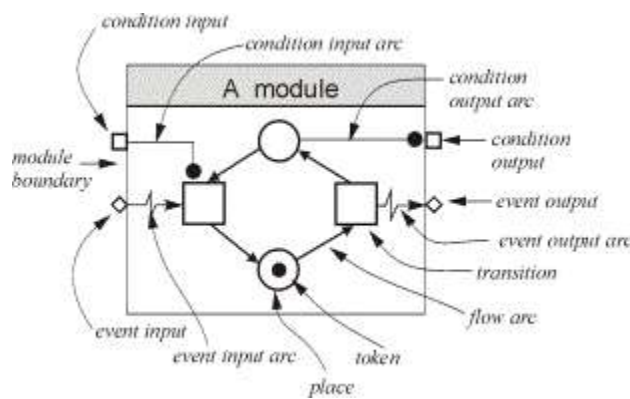 condition input
condition input arc
A module
condition
output arc
module
boundary
condition
output
event output
event output arc
transition
flow arc
event input
event input arc
token
place